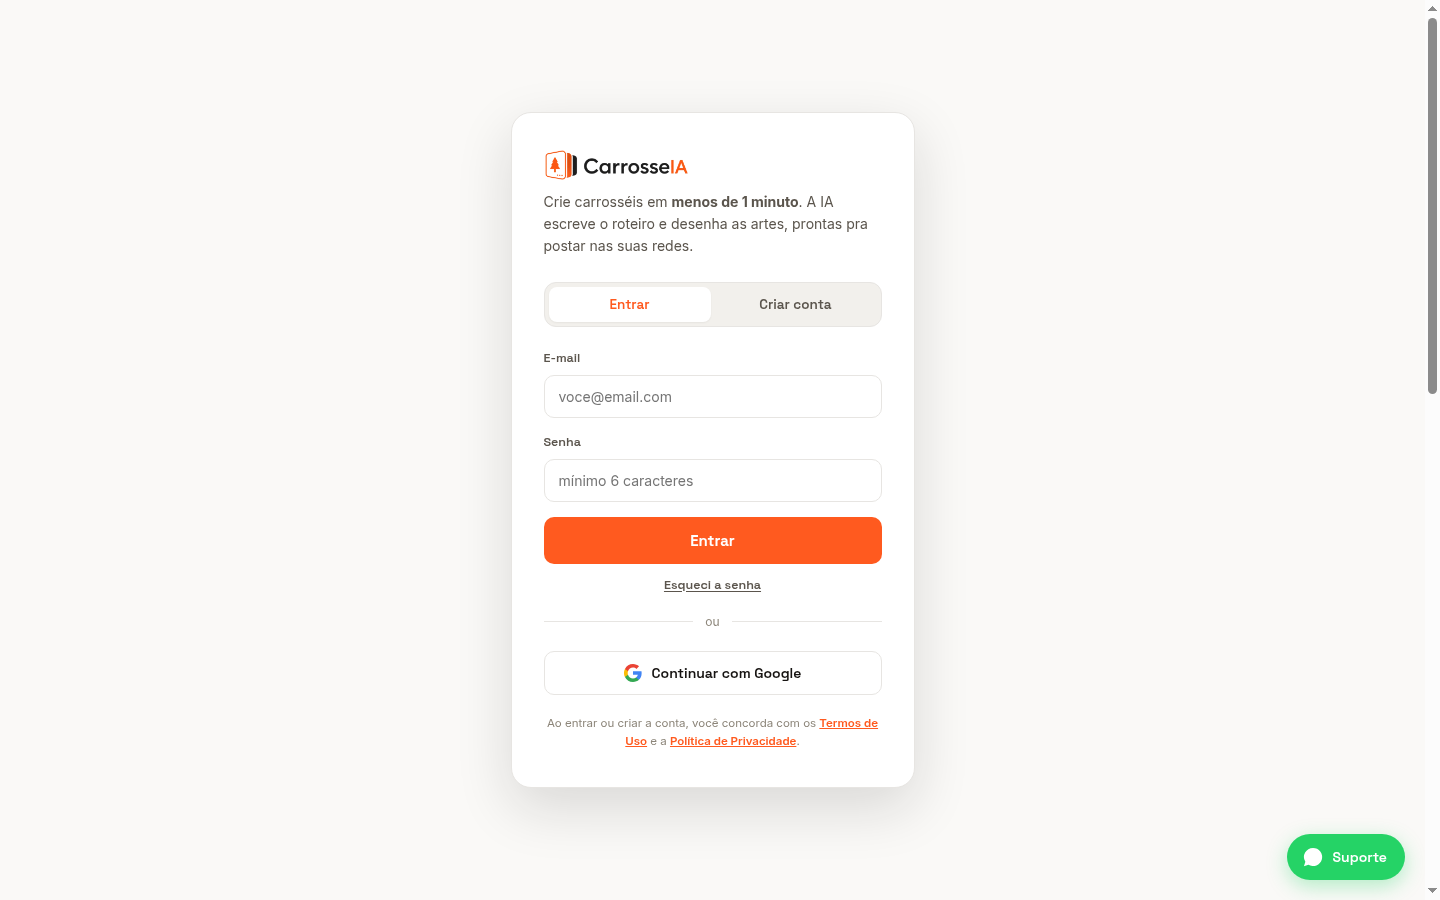 CarrosseIA
Crie carrosséis em menos de 1 minuto. A IA
escreve o roteiro e desenha as artes, prontas pra
postar nas suas redes.
Entrar
Criar conta
E-mail
voce@email.com
Senha
mínimo 6 caracteres
Entrar
Esqueci a senha
ou
Continuar com Google
Ao entrar ou criar a conta, você concorda com os Termos de
Uso e a Política de Privacidade.
Suporte